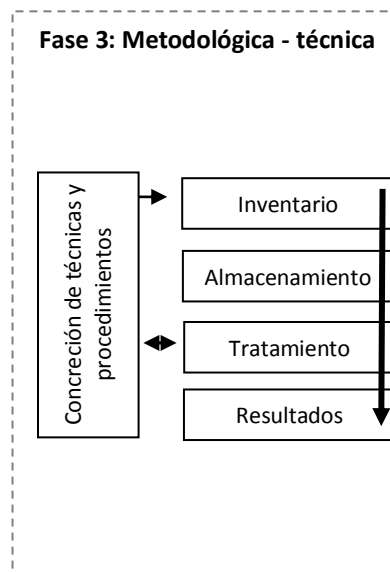 Fase 3: Metodológica - técnica
Concreción de técnicas y
procedimientos
Inventario
Almacenamiento
Tratamiento
Resultados